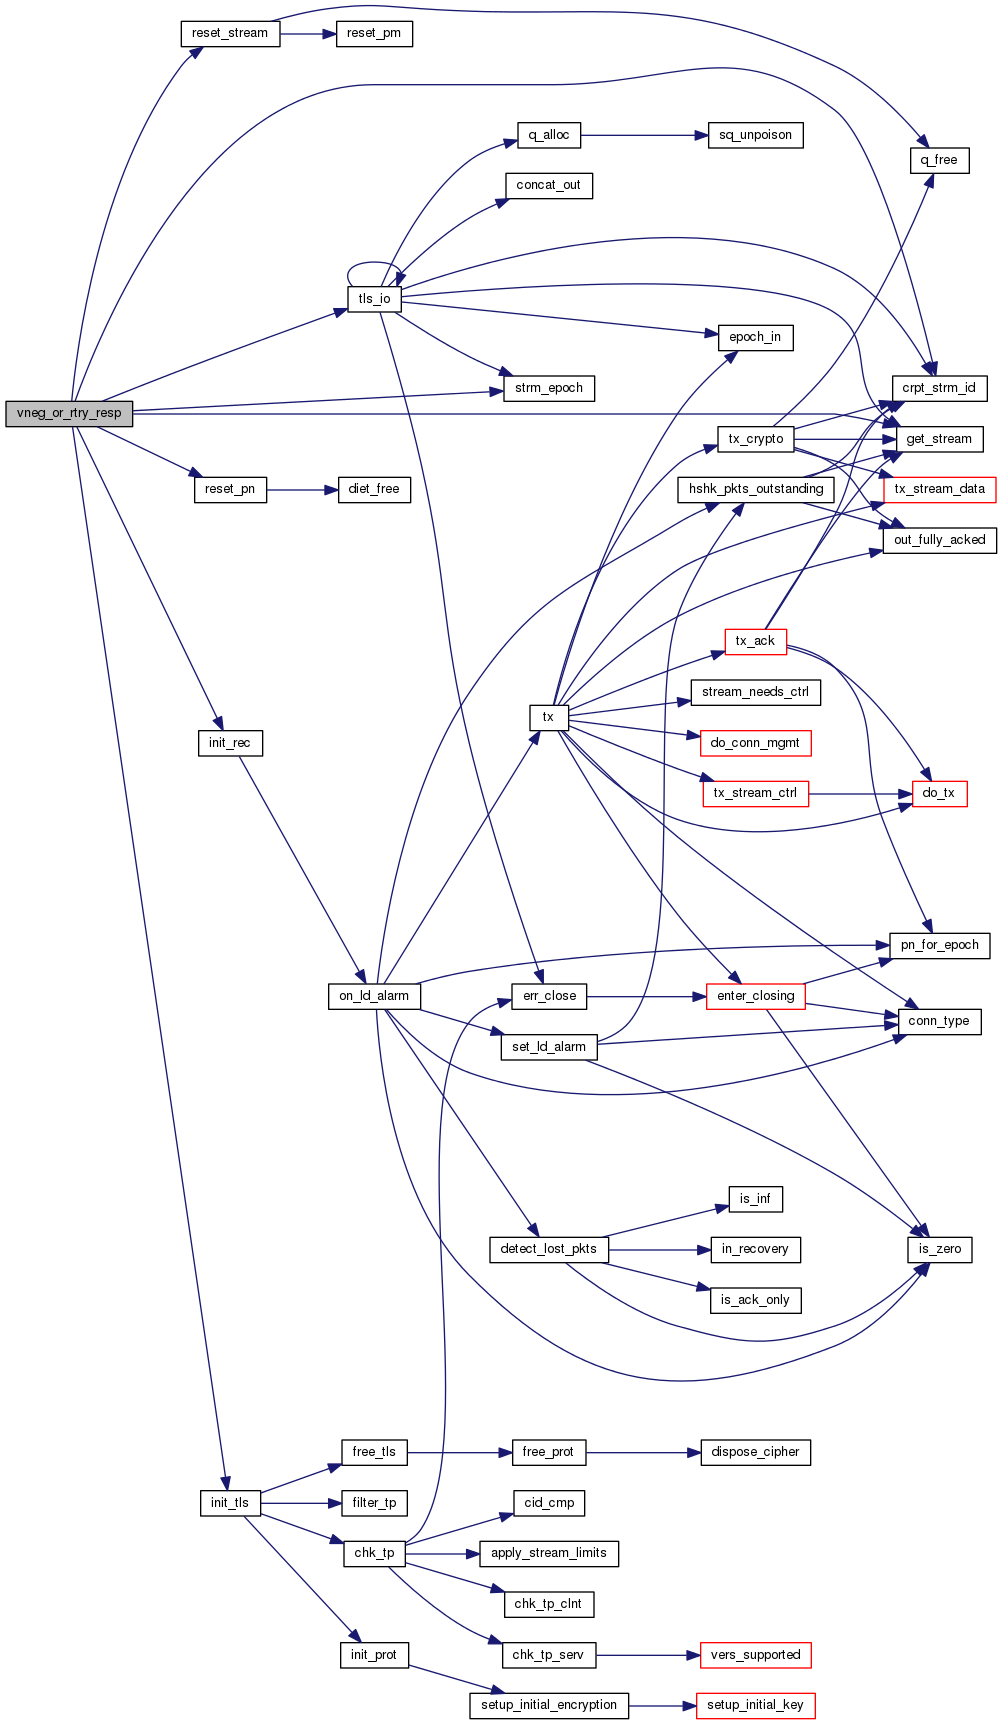 reset_stream
reset_pm
q_alloc
sq_unpoison
q_free
concat_out
tls_io
epoch_in
strm_epoch
crpt_strm_id
vneg_or_rtry_resp
tx_crypto
get_stream
reset_pn
diet_free
hshk_pkts_outstanding
tx_stream_data
out_fully_acked
tx_ack
stream_needs_ctrl
tx
init_rec
do_conn_mgmt
tx_stream_ctrl
do_tx
pn_for_epoch
on_ld_alarm
err_close
enter_closing
conn_type
set_ld_alarm
is_inf
detect_lost_pkts
in_recovery
is_zero
is_ack_only
free_tls
free_prot
dispose_cipher
init_tls
filter_tp
cid_cmp
chk_tp
apply_stream_limits
chk_tp_clnt
init_prot
chk_tp_serv
vers_supported
setup_initial_encryption
setup_initial_key